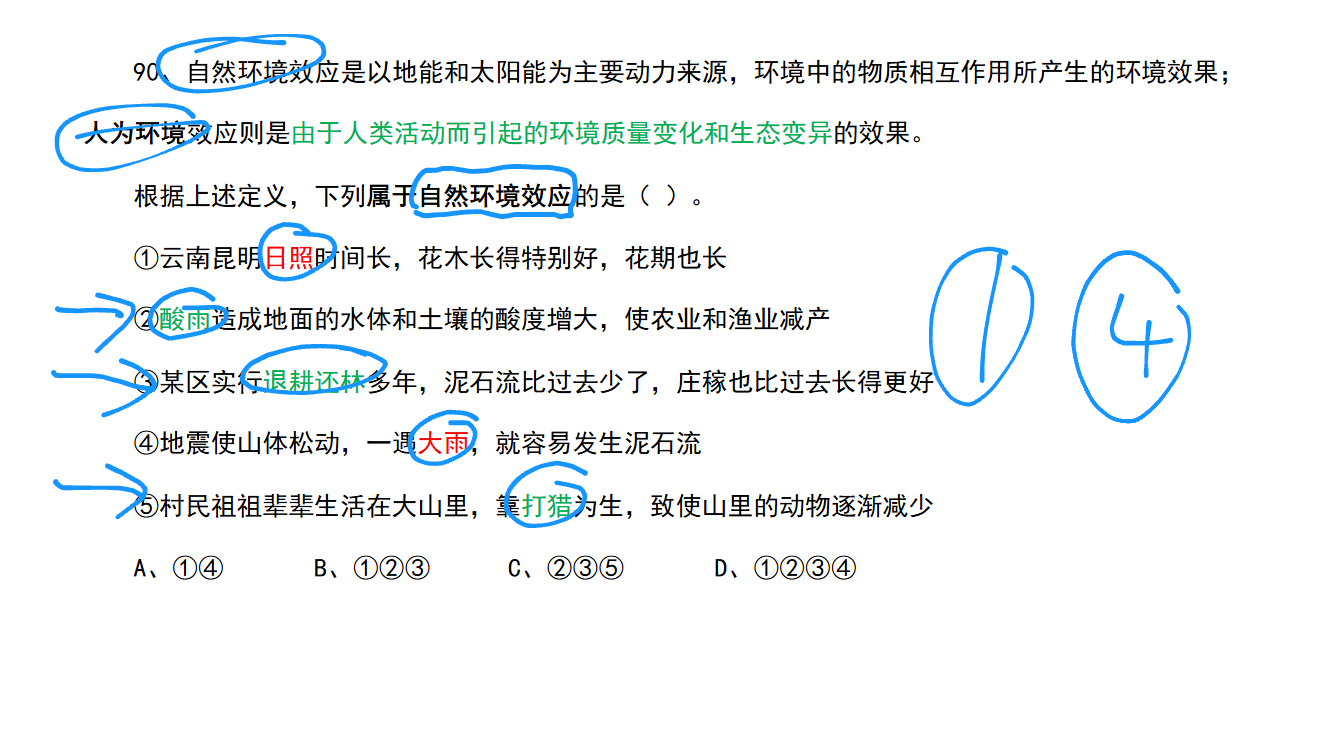 90、自然环境效应是以地能和太阳能为主要动力来源，环境中的物质相互作用所产生的环境效果；
人为环境效应则是由于人类活动而引起的环境质量变化和生态变异的效果。
根据上述定义，下列属于自然环境效应的是（ ）。
①云南昆明日照时间长，花木长得特别好，花期也长
②酸雨造成地面的水体和土壤的酸度增大，使农业和渔业减产
③某区实行退耕还林多年，泥石流比过去少了，庄稼也比过去长得更好
④地震使山体松动，一遇大雨，就容易发生泥石流
⑤村民祖祖辈辈生活在大山里，靠打猎为生，致使山里的动物逐渐减少
A、①④ B、①②③ C、②③⑤ D、①②③④
① ④